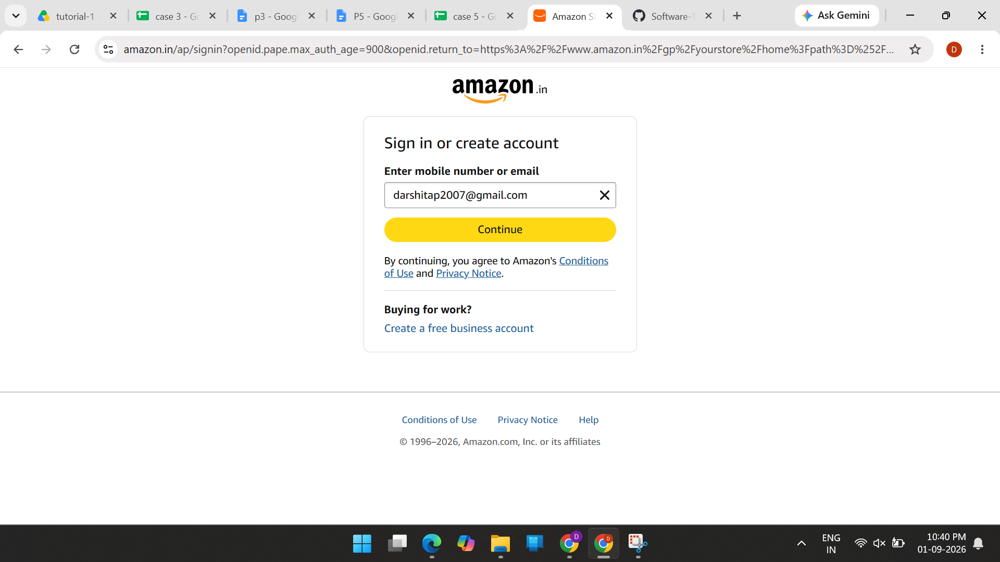 tutorial-1
case 3 - Go
p3 - Googl
P5 - Googl
case 5 - Go
Amazon Si
Software-T
Ask Gemini
amazon.in/ap/signin?openid.pape.max_auth_age=900&openid.return_to=https%3A%2F%2Fwww.amazon.in%2Fgp%2Fyourstore%2Fhome%3Fpath%3D%252F...
D
amazon.in
Sign in or create account
Enter mobile number or email
darshitap2007@gmail.com
Continue
By continuing, you agree to Amazon's Conditions
of Use and Privacy Notice.
Buying for work?
Create a free business account
Conditions of Use Privacy Notice Help
© 1996–2026, Amazon.com, Inc. or its affiliates
D
D
ENG
IN
10:40 PM
01-09-2026